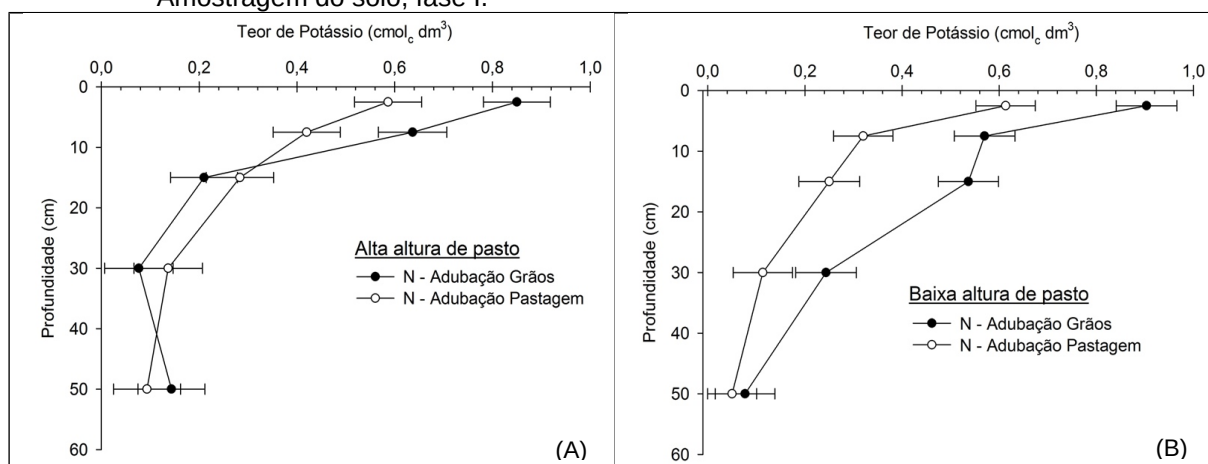 Amostragem do solo, fase I.
Teor de Potássio (cmol_c dm³)
0,0 0,2 0,4 0,6 0,8 1,0
0
10
20
30
40
50
60
Profundidade (cm)
Alta altura de pasto
N - Adubação Grãos
N - Adubação Pastagem
(A)
Teor de Potássio (cmol_c dm³)
0,0 0,2 0,4 0,6 0,8 1,0
0
10
20
30
40
50
60
Profundidade (cm)
Baixa altura de pasto
N - Adubação Grãos
N - Adubação Pastagem
(B)